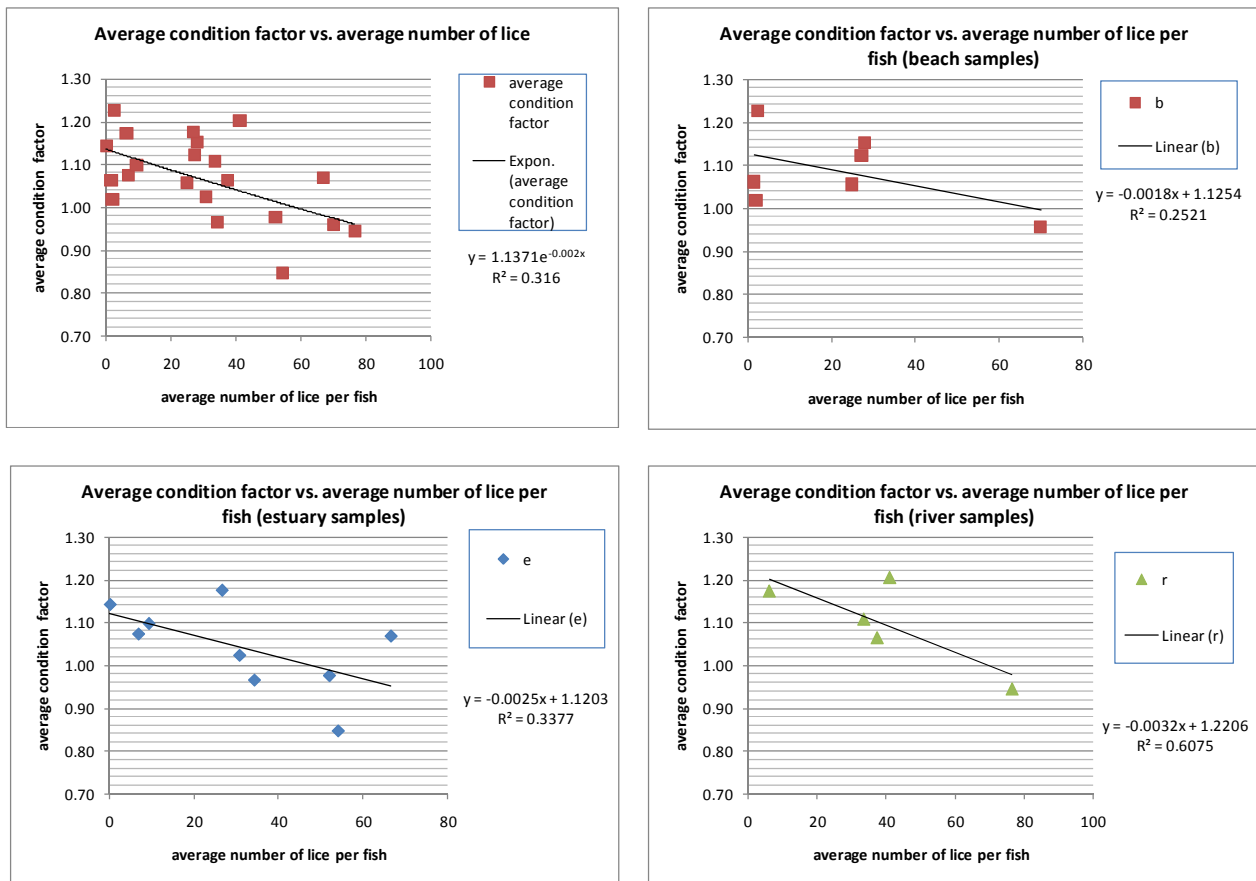 Average condition factor vs. average number of lice
1.30
1.20
1.10
1.00
0.90
0.80
0.70
average condition factor
0 20 40 60 80 100
average number of lice per fish
average
condition
factor
Expon.
(average
condition
factor)
y = 1.1371e^-0.002x
R² = 0.316
Average condition factor vs. average number of lice per
fish (beach samples)
1.30
1.20
1.10
1.00
0.90
0.80
0.70
average condition factor
0 20 40 60 80
average number of lice per fish
b
Linear (b)
y = -0.0018x + 1.1254
R² = 0.2521
Average condition factor vs. average number of lice per
fish (estuary samples)
1.30
1.20
1.10
1.00
0.90
0.80
0.70
average condition factor
0 20 40 60 80
average number of lice per fish
e
Linear (e)
y = -0.0025x + 1.1203
R² = 0.3377
Average condition factor vs. average number of lice per
fish (river samples)
1.30
1.20
1.10
1.00
0.90
0.80
0.70
average condition factor
0 20 40 60 80 100
average number of lice per fish
r
Linear (r)
y = -0.0032x + 1.2206
R² = 0.6075